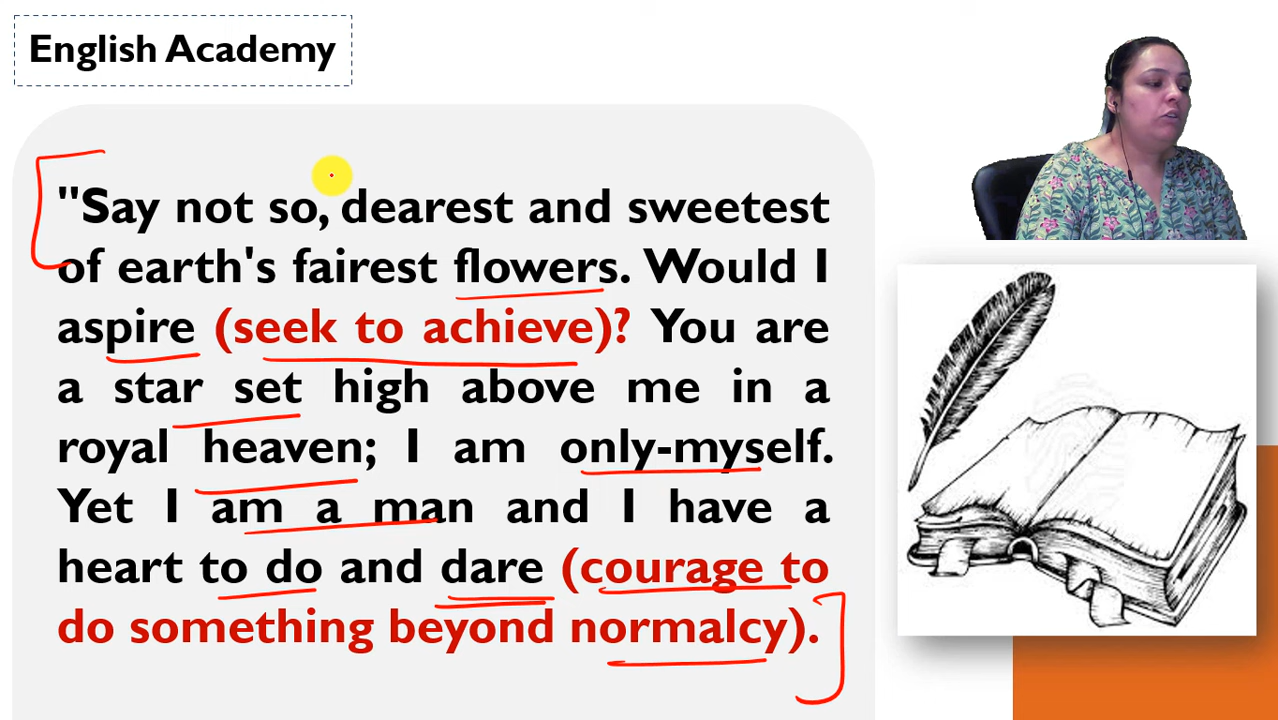 English Academy
"Say not so, dearest and sweetest
of earth's fairest flowers. Would I
aspire (seek to achieve)? You are
a star set high above me in a
royal heaven; I am only-myself.
Yet I am a man and I have a
heart to do and dare (courage to
do something beyond normalcy).